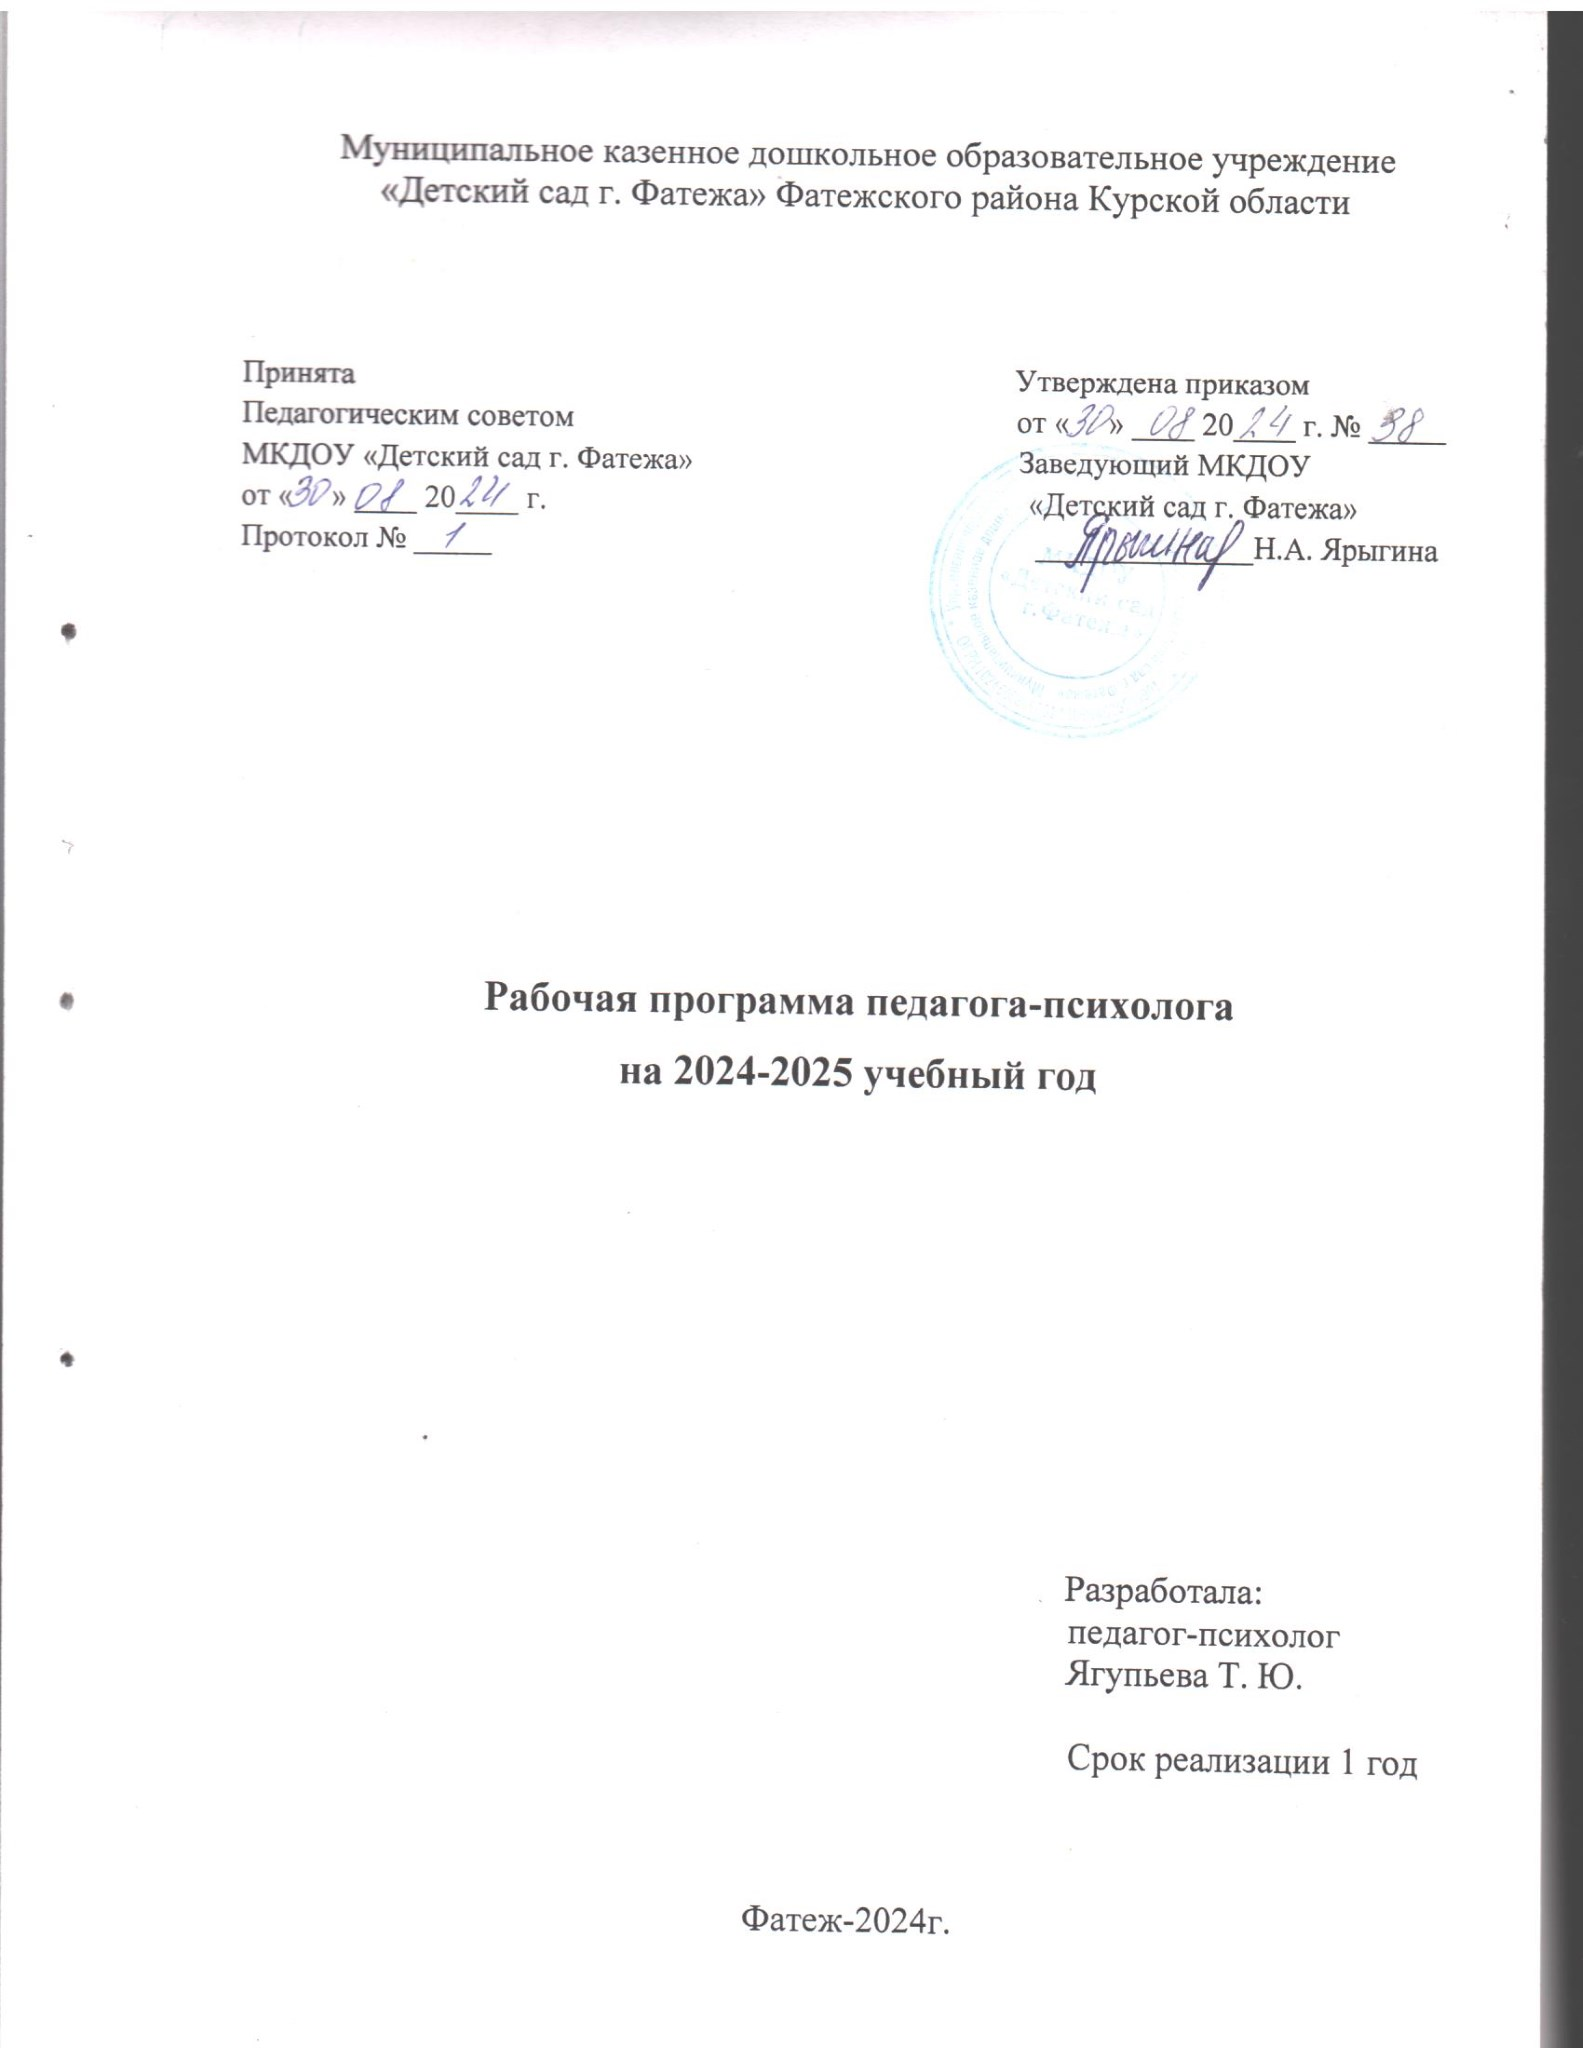 Муниципальное казенное дошкольное образовательное учреждение
«Детский сад г. Фатежа» Фатежского района Курской области
Принята
Педагогическим советом
МКДОУ «Детский сад г. Фатежа»
от «30» 08 2024 г.
Протокол № 1
Утверждена приказом
от «30» 08 2024 г. № 38
Заведующий МКДОУ
«Детский сад г. Фатежа»
Н.А. Ярыгина
«Детский сад
Рабочая программа педагога-психолога
на 2024-2025 учебный год
Разработала:
педагог-психолог
Ягупьева Т. Ю.
Срок реализации 1 год
Фатеж-2024г.